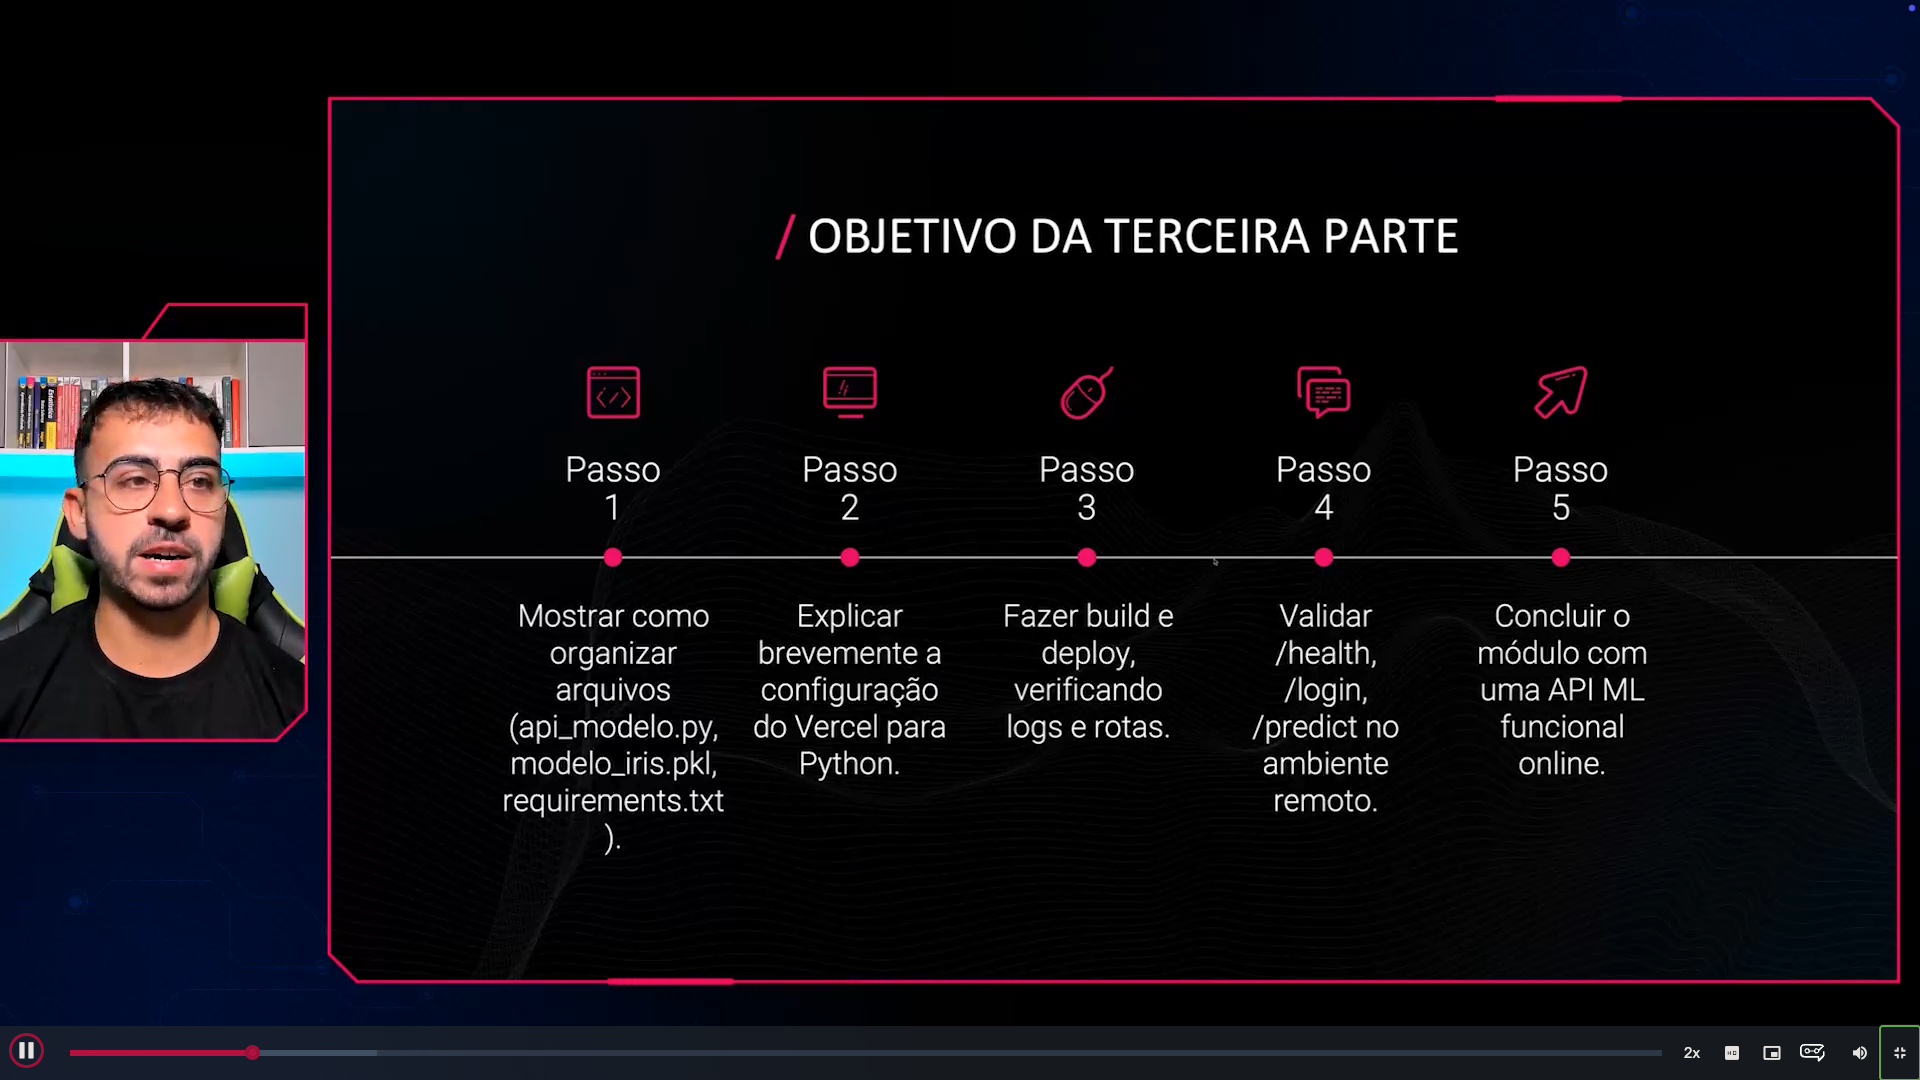 / OBJETIVO DA TERCEIRA PARTE
Passo
1
Mostrar como
organizar
arquivos
(api_modelo.py,
modelo_iris.pkl,
requirements.txt
).
Passo
2
Explicar
brevemente a
configuração
do Vercel para
Python.
Passo
3
Fazer build e
deploy,
verificando
logs e rotas.
Passo
4
Validar
/health,
/login,
/predict no
ambiente
remoto.
Passo
5
Concluir o
módulo com
uma API ML
funcional
online.
Estatística
2x
HD